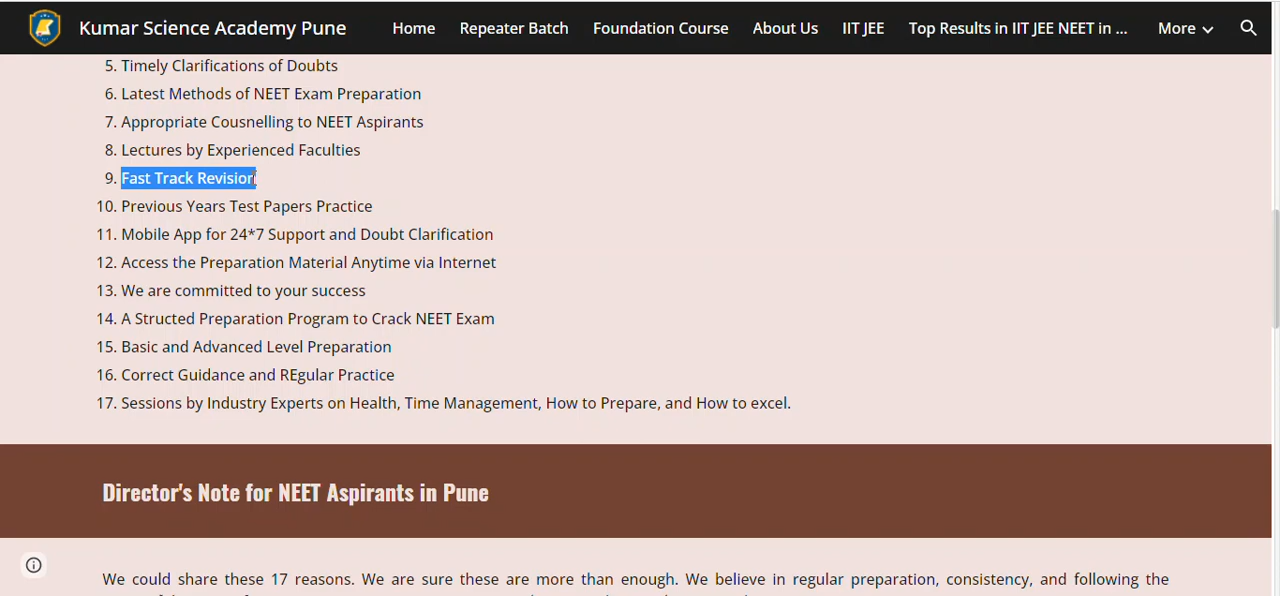 Kumar Science Academy Pune Home Repeater Batch Foundation Course About Us IIT JEE Top Results in IIT JEE NEET in ... More
5. Timely Clarifications of Doubts
6. Latest Methods of NEET Exam Preparation
7. Appropriate Cousnelling to NEET Aspirants
8. Lectures by Experienced Faculties
9. Fast Track Revision
10. Previous Years Test Papers Practice
11. Mobile App for 24*7 Support and Doubt Clarification
12. Access the Preparation Material Anytime via Internet
13. We are committed to your success
14. A Structed Preparation Program to Crack NEET Exam
15. Basic and Advanced Level Preparation
16. Correct Guidance and REgular Practice
17. Sessions by Industry Experts on Health, Time Management, How to Prepare, and How to excel.
Director's Note for NEET Aspirants in Pune
We could share these 17 reasons. We are sure these are more than enough. We believe in regular preparation, consistency, and following the